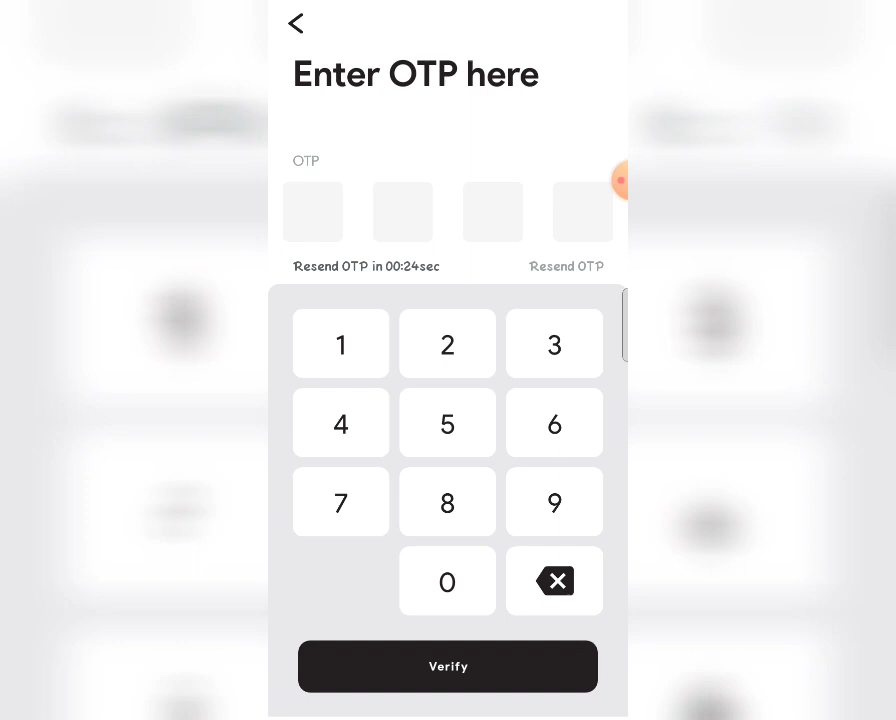 Enter OTP here
OTP
Resend OTP in 00:24sec Resend OTP
1 2 3
4 5 6
7 8 9
0
Verify